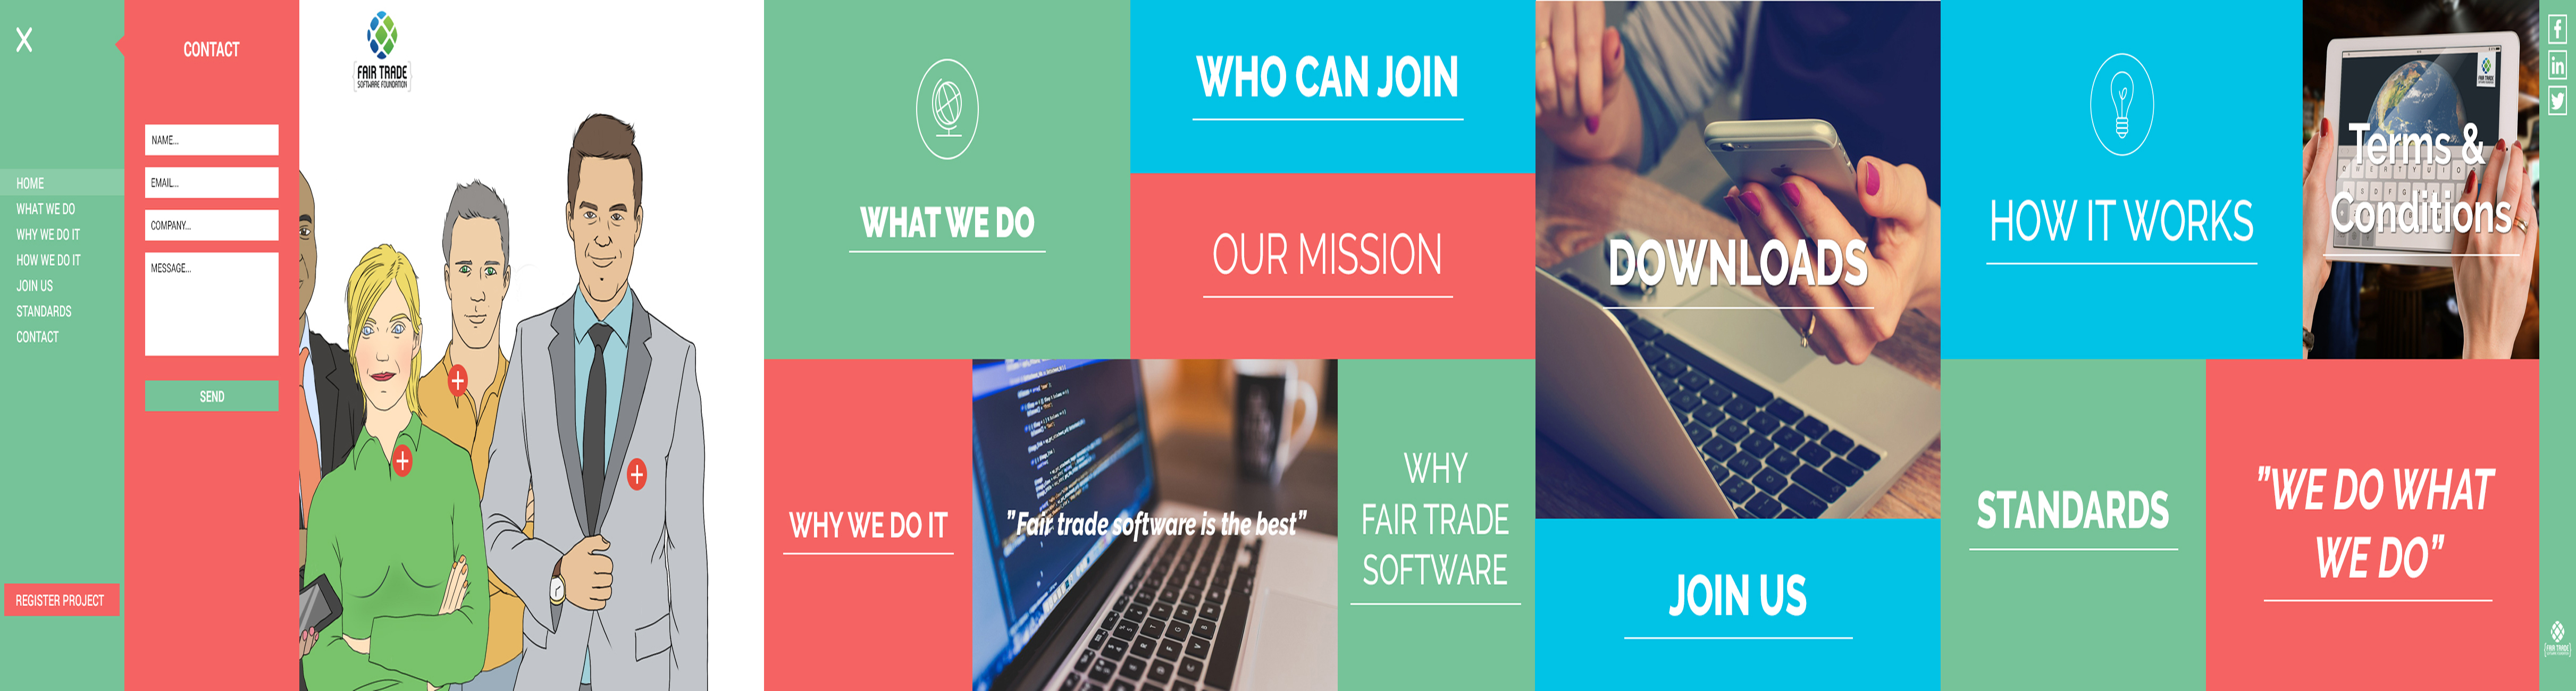 X
HOME
WHAT WE DO
WHY WE DO IT
HOW WE DO IT
JOIN US
STANDARDS
CONTACT
REGISTER PROJECT
CONTACT
NAME...
EMAIL...
COMPANY...
MESSAGE...
SEND
FAIR TRADE
SOFTWARE FOUNDATION
WHAT WE DO
WHO CAN JOIN
OUR MISSION
WHY WE DO IT
"Fair trade software is the best"
WHY
FAIR TRADE
SOFTWARE
DOWNLOADS
JOIN US
HOW IT WORKS
Terms &
Conditions
STANDARDS
"WE DO WHAT
WE DO"
f
in
FAIR TRADE